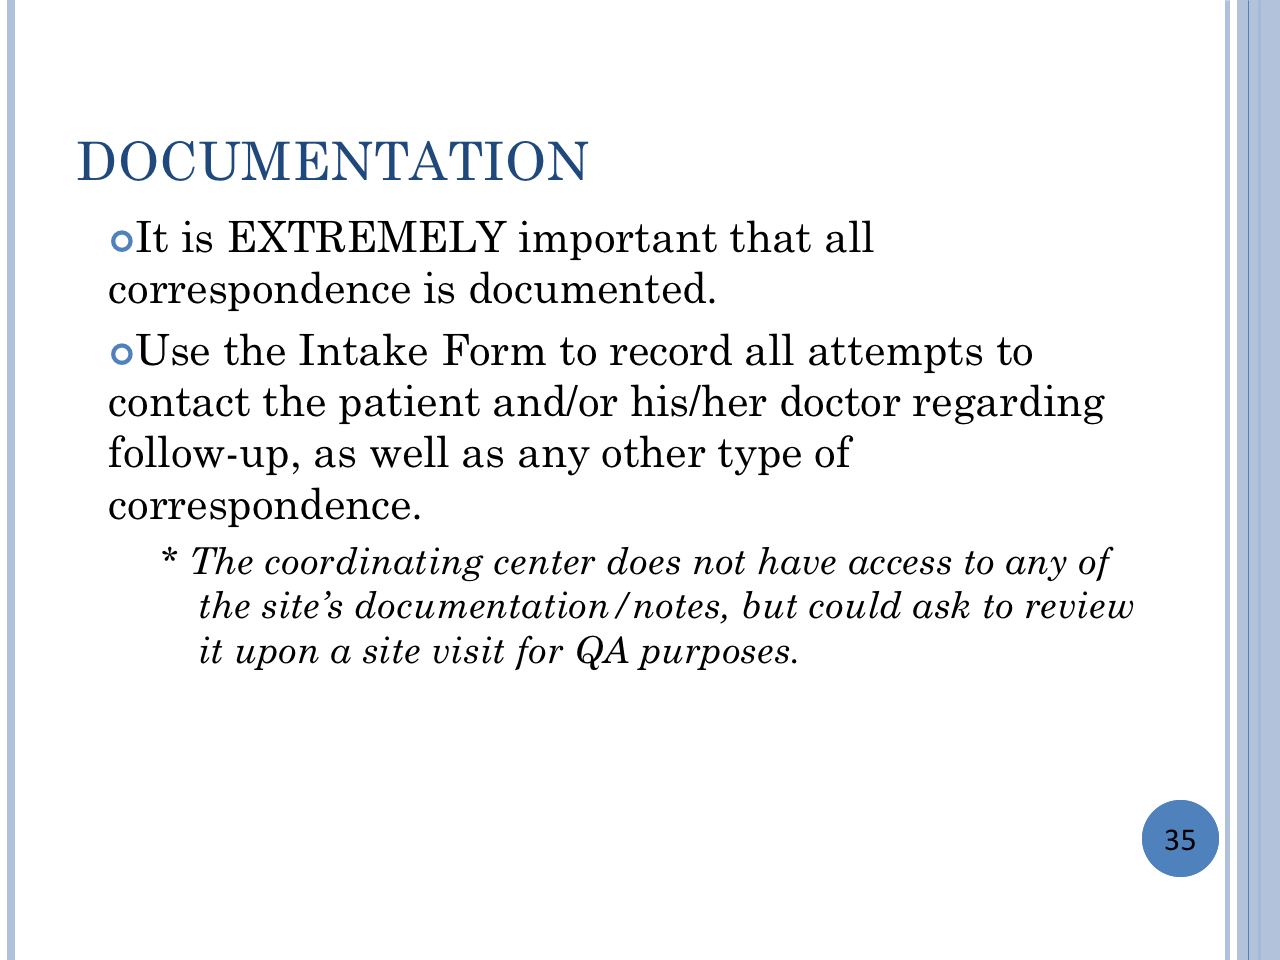 DOCUMENTATION
It is EXTREMELY important that all
correspondence is documented.
Use the Intake Form to record all attempts to
contact the patient and/or his/her doctor regarding
follow-up, as well as any other type of
correspondence.
* The coordinating center does not have access to any of
the site’s documentation/notes, but could ask to review
it upon a site visit for QA purposes.
35